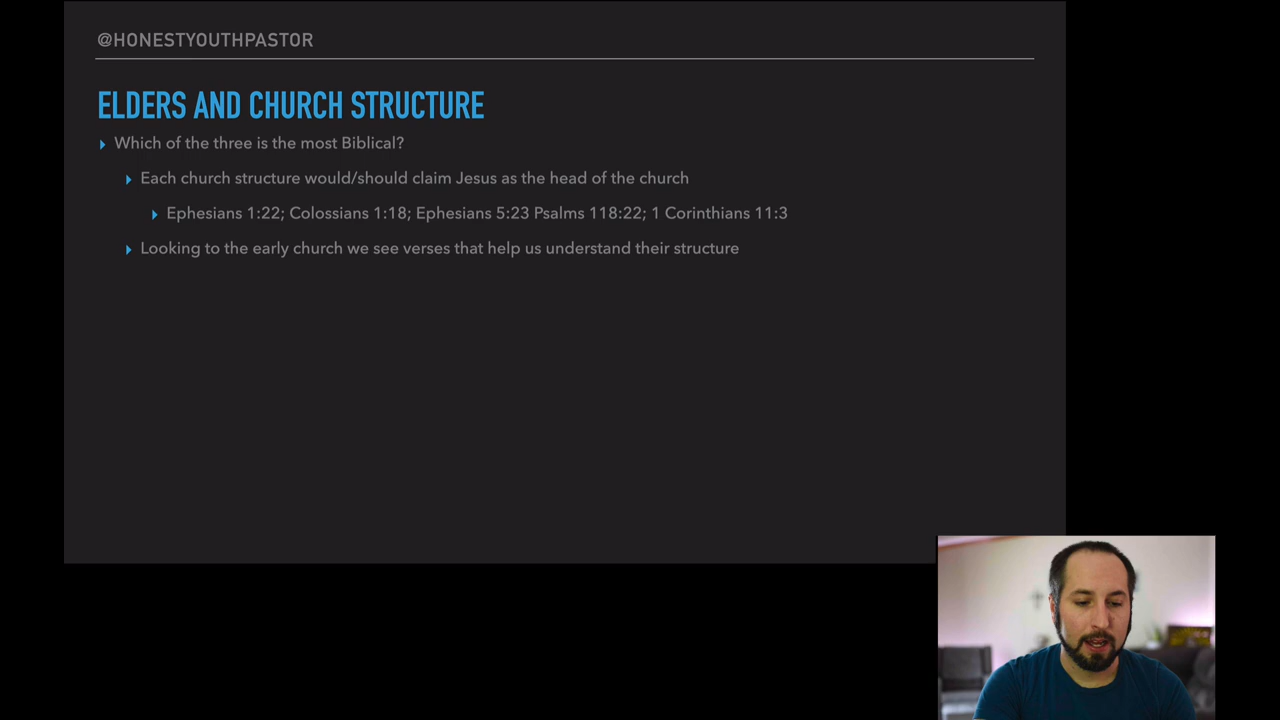 @HONESTYOUTHPASTOR
ELDERS AND CHURCH STRUCTURE
Which of the three is the most Biblical?
Each church structure would/should claim Jesus as the head of the church
Ephesians 1:22; Colossians 1:18; Ephesians 5:23 Psalms 118:22; 1 Corinthians 11:3
Looking to the early church we see verses that help us understand their structure